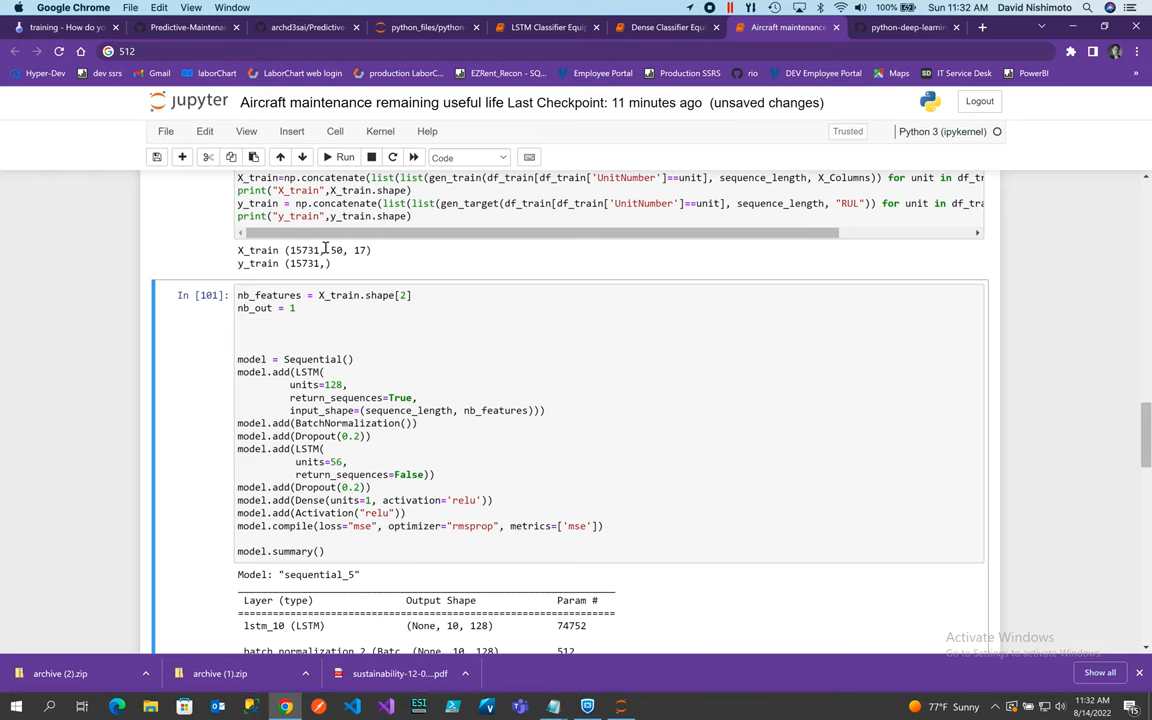 Google Chrome File Edit View Window 100% Sun 11:32 AM David Nishimoto
training - How do yo Predictive-Maintenan archd3sai/Predictive- python_files/python LSTM Classifier Equip Dense Classifier Equi Aircraft maintenance python-deep-learnin
512
Hyper-Dev dev ssrs Gmail laborChart LaborChart web login production LaborC... EZRent_Recon - SQ... Employee Portal Production SSRS rio DEV Employee Portal Maps SD IT Service Desk PowerBI »
jupyter Aircraft maintenance remaining useful life Last Checkpoint: 11 minutes ago (unsaved changes) Logout
File Edit View Insert Cell Kernel Help Trusted Python 3 (ipykernel)
Run Code
X_train=np.concatenate(list(list(gen_train(df_train[df_train['UnitNumber']==unit], sequence_length, X_Columns)) for unit in df_tr
print("X_train",X_train.shape)
y_train = np.concatenate(list(list(gen_target(df_train[df_train['UnitNumber']==unit], sequence_length, "RUL")) for unit in df_tra
print("y_train",y_train.shape)
X_train (15731, 50, 17)
y_train (15731,)
In [101]: nb_features = X_train.shape[2]
nb_out = 1
model = Sequential()
model.add(LSTM(
units=128,
return_sequences=True,
input_shape=(sequence_length, nb_features)))
model.add(BatchNormalization())
model.add(Dropout(0.2))
model.add(LSTM(
units=56,
return_sequences=False))
model.add(Dropout(0.2))
model.add(Dense(units=1, activation='relu'))
model.add(Activation("relu"))
model.compile(loss="mse", optimizer="rmsprop", metrics=['mse'])
model.summary()
Model: "sequential_5"
Layer (type) Output Shape Param #
lstm_10 (LSTM) (None, 10, 128) 74752
batch_normalization_2 (Batc (None, 10, 128) 512
Activate Windows
Go to Settings to activate Windows.
archive (2).zip archive (1).zip sustainability-12-0....pdf Show all
77°F Sunny 11:32 AM
8/14/2022 15